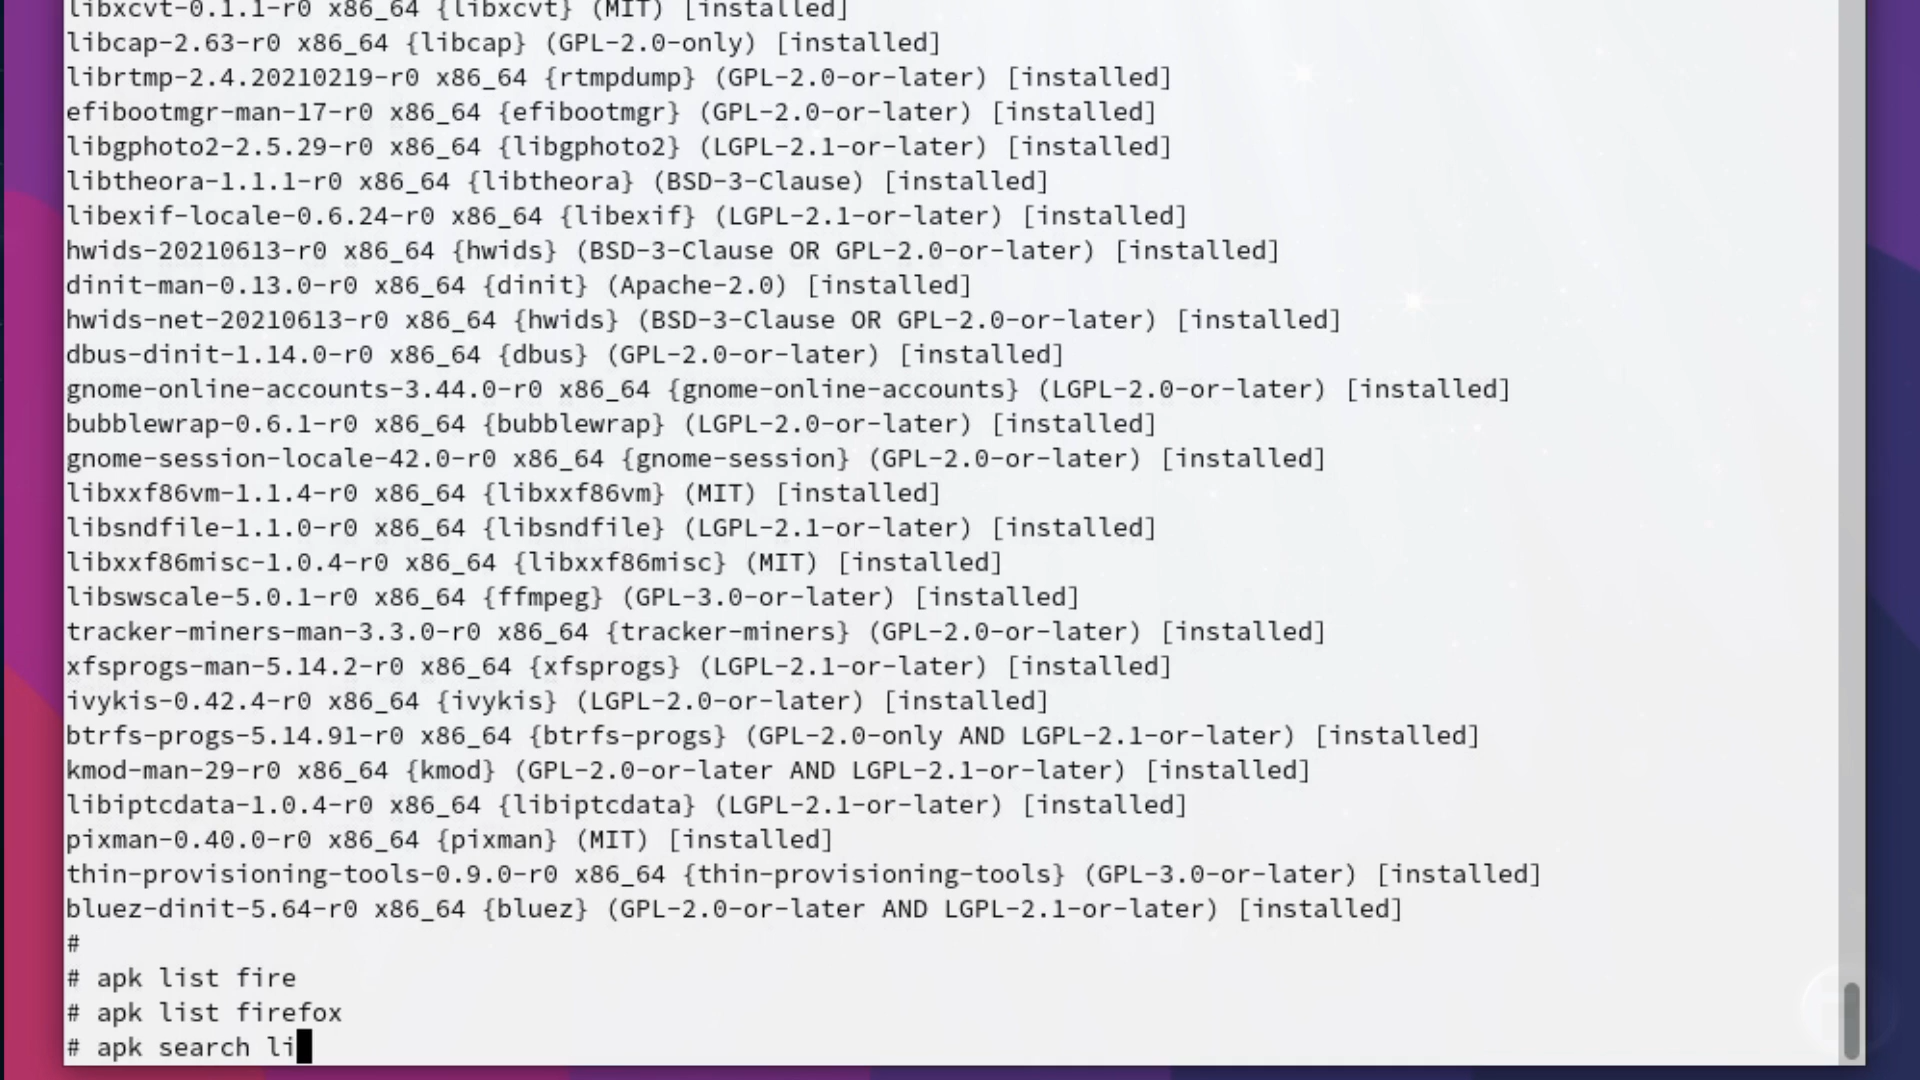 libxcvt-0.1.1-r0 x86_64 {libxcvt} (MIT) [installed]
libcap-2.63-r0 x86_64 {libcap} (GPL-2.0-only) [installed]
librtmp-2.4.20210219-r0 x86_64 {rtmpdump} (GPL-2.0-or-later) [installed]
efibootmgr-man-17-r0 x86_64 {efibootmgr} (GPL-2.0-or-later) [installed]
libgphoto2-2.5.29-r0 x86_64 {libgphoto2} (LGPL-2.1-or-later) [installed]
libtheora-1.1.1-r0 x86_64 {libtheora} (BSD-3-Clause) [installed]
libexif-locale-0.6.24-r0 x86_64 {libexif} (LGPL-2.1-or-later) [installed]
hwids-20210613-r0 x86_64 {hwids} (BSD-3-Clause OR GPL-2.0-or-later) [installed]
dinit-man-0.13.0-r0 x86_64 {dinit} (Apache-2.0) [installed]
hwids-net-20210613-r0 x86_64 {hwids} (BSD-3-Clause OR GPL-2.0-or-later) [installed]
dbus-dinit-1.14.0-r0 x86_64 {dbus} (GPL-2.0-or-later) [installed]
gnome-online-accounts-3.44.0-r0 x86_64 {gnome-online-accounts} (LGPL-2.0-or-later) [installed]
bubblewrap-0.6.1-r0 x86_64 {bubblewrap} (LGPL-2.0-or-later) [installed]
gnome-session-locale-42.0-r0 x86_64 {gnome-session} (GPL-2.0-or-later) [installed]
libxxf86vm-1.1.4-r0 x86_64 {libxxf86vm} (MIT) [installed]
libsndfile-1.1.0-r0 x86_64 {libsndfile} (LGPL-2.1-or-later) [installed]
libxxf86misc-1.0.4-r0 x86_64 {libxxf86misc} (MIT) [installed]
libswscale-5.0.1-r0 x86_64 {ffmpeg} (GPL-3.0-or-later) [installed]
tracker-miners-man-3.3.0-r0 x86_64 {tracker-miners} (GPL-2.0-or-later) [installed]
xfsprogs-man-5.14.2-r0 x86_64 {xfsprogs} (LGPL-2.1-or-later) [installed]
ivykis-0.42.4-r0 x86_64 {ivykis} (LGPL-2.0-or-later) [installed]
btrfs-progs-5.14.91-r0 x86_64 {btrfs-progs} (GPL-2.0-only AND LGPL-2.1-or-later) [installed]
kmod-man-29-r0 x86_64 {kmod} (GPL-2.0-or-later AND LGPL-2.1-or-later) [installed]
libiptcdata-1.0.4-r0 x86_64 {libiptcdata} (LGPL-2.1-or-later) [installed]
pixman-0.40.0-r0 x86_64 {pixman} (MIT) [installed]
thin-provisioning-tools-0.9.0-r0 x86_64 {thin-provisioning-tools} (GPL-3.0-or-later) [installed]
bluez-dinit-5.64-r0 x86_64 {bluez} (GPL-2.0-or-later AND LGPL-2.1-or-later) [installed]
#
# apk list fire
# apk list firefox
# apk search li